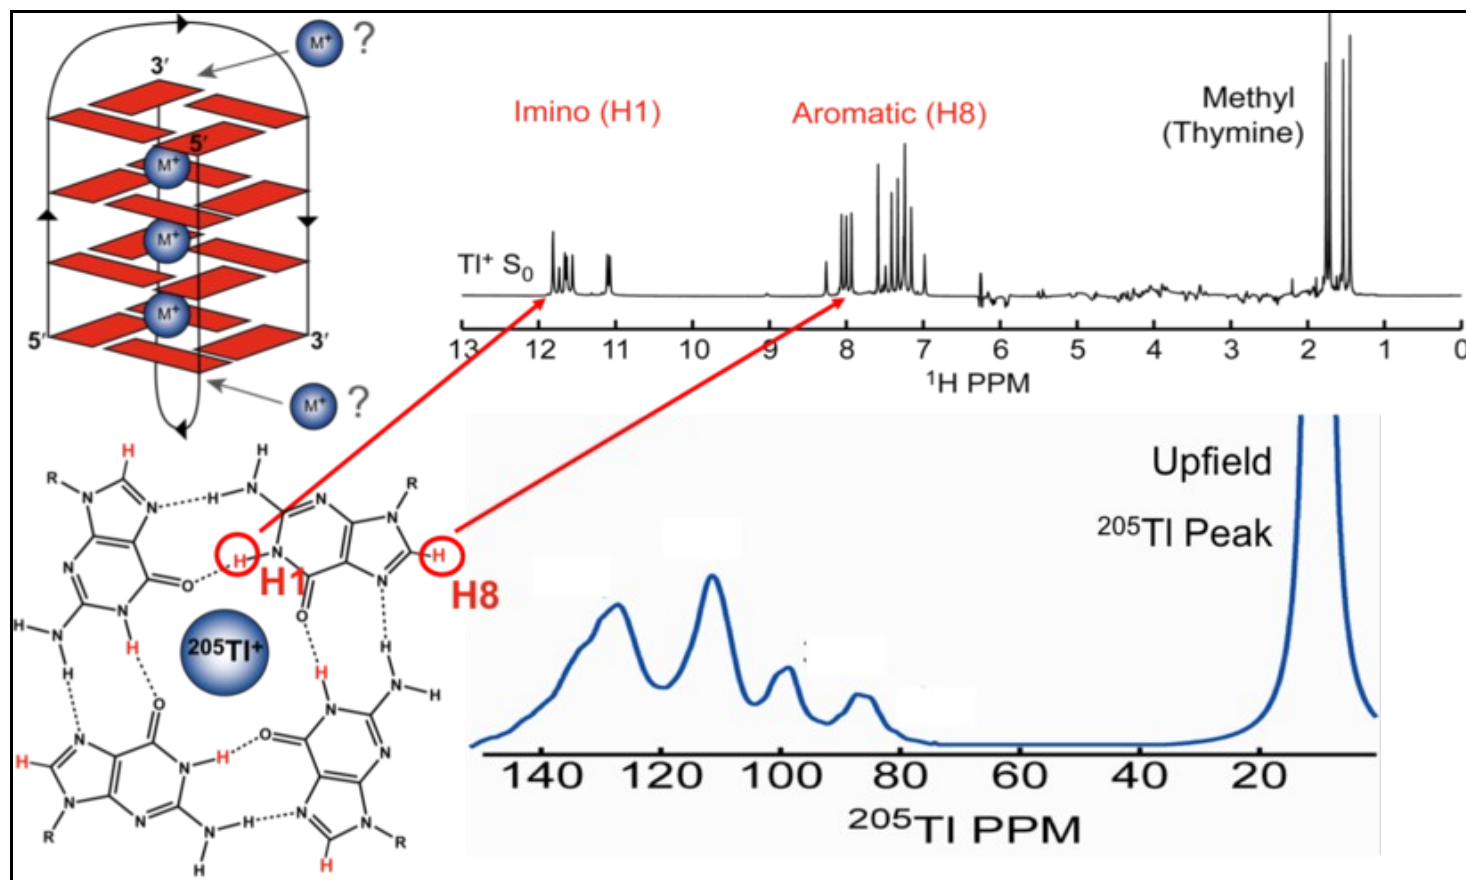 M⁺ ?
3′
5′
M⁺
M⁺
M⁺
5′
3′
M⁺ ?
Imino (H1)
Aromatic (H8)
Methyl
(Thymine)
Tl⁺ S₀
13 12 11 10 9 8 7 6 5 4 3 2 1 0
¹H PPM
H
R
N
N
H
N
H
N
R
N
N
O
H
N
H1
N
H
H8
N
N
O
H
N
H
N
H
²⁰⁵Tl⁺
H
H
H
N
H
O
N
O
N
H
N
H
N
H
N
N
R
N
N
H
H
N
N
R
H
Upfield
²⁰⁵Tl Peak
140 120 100 80 60 40 20
²⁰⁵Tl PPM